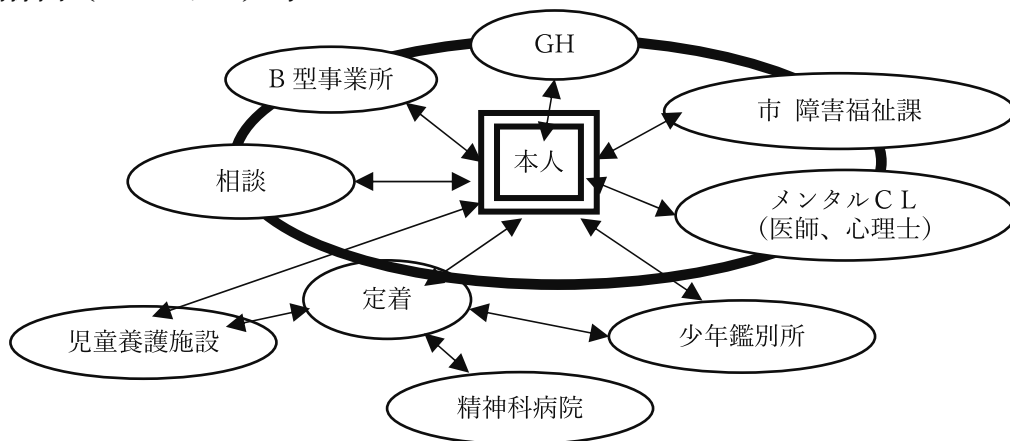 GH
B 型事業所
市 障害福祉課
本人
相談
メンタルＣＬ
（医師、心理士）
定着
児童養護施設
少年鑑別所
精神科病院